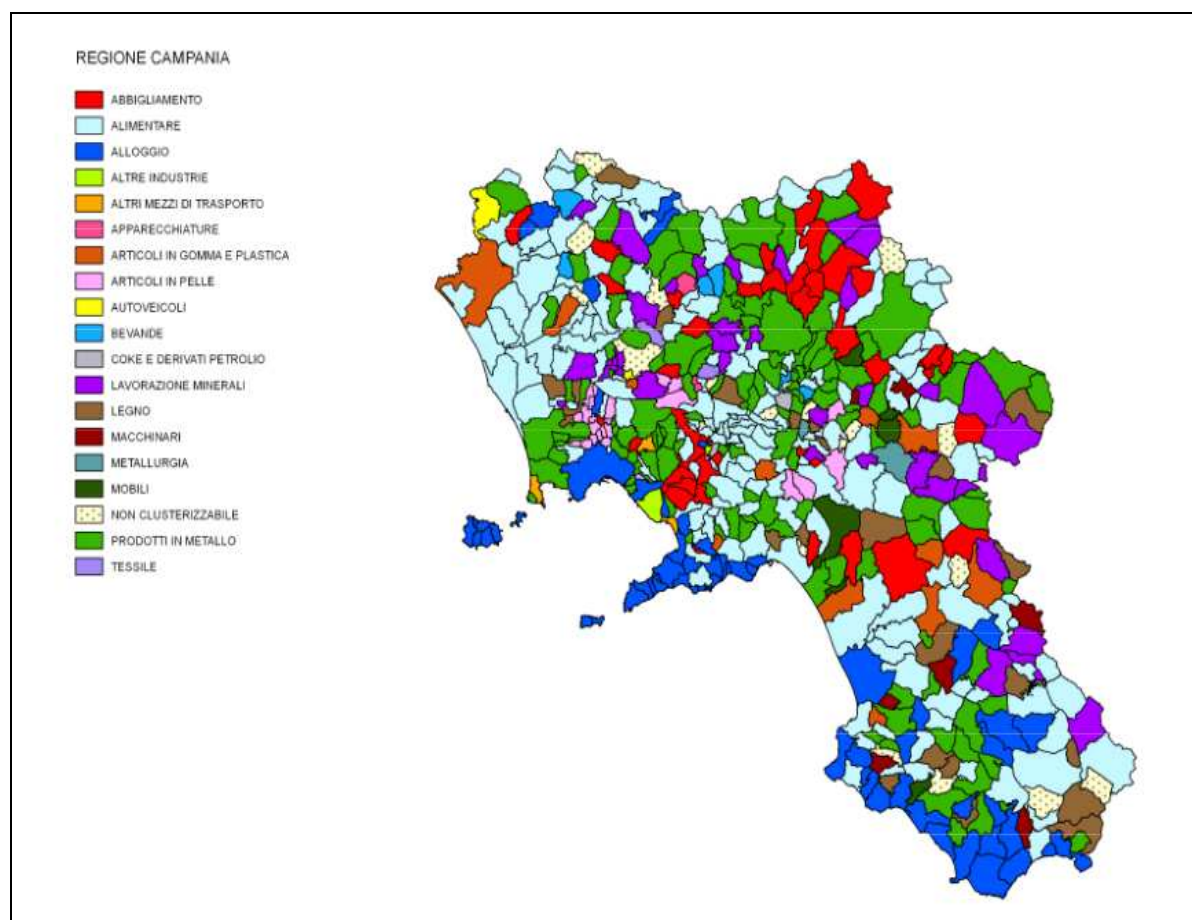 REGIONE CAMPANIA
ABBIGLIAMENTO
ALIMENTARE
ALLOGGIO
ALTRE INDUSTRIE
ALTRI MEZZI DI TRASPORTO
APPARECCHIATURE
ARTICOLI IN GOMMA E PLASTICA
ARTICOLI IN PELLE
AUTOVEICOLI
BEVANDE
COKE E DERIVATI PETROLIO
LAVORAZIONE MINERALI
LEGNO
MACCHINARI
METALLURGIA
MOBILI
NON CLUSTERIZZABILE
PRODOTTI IN METALLO
TESSILE